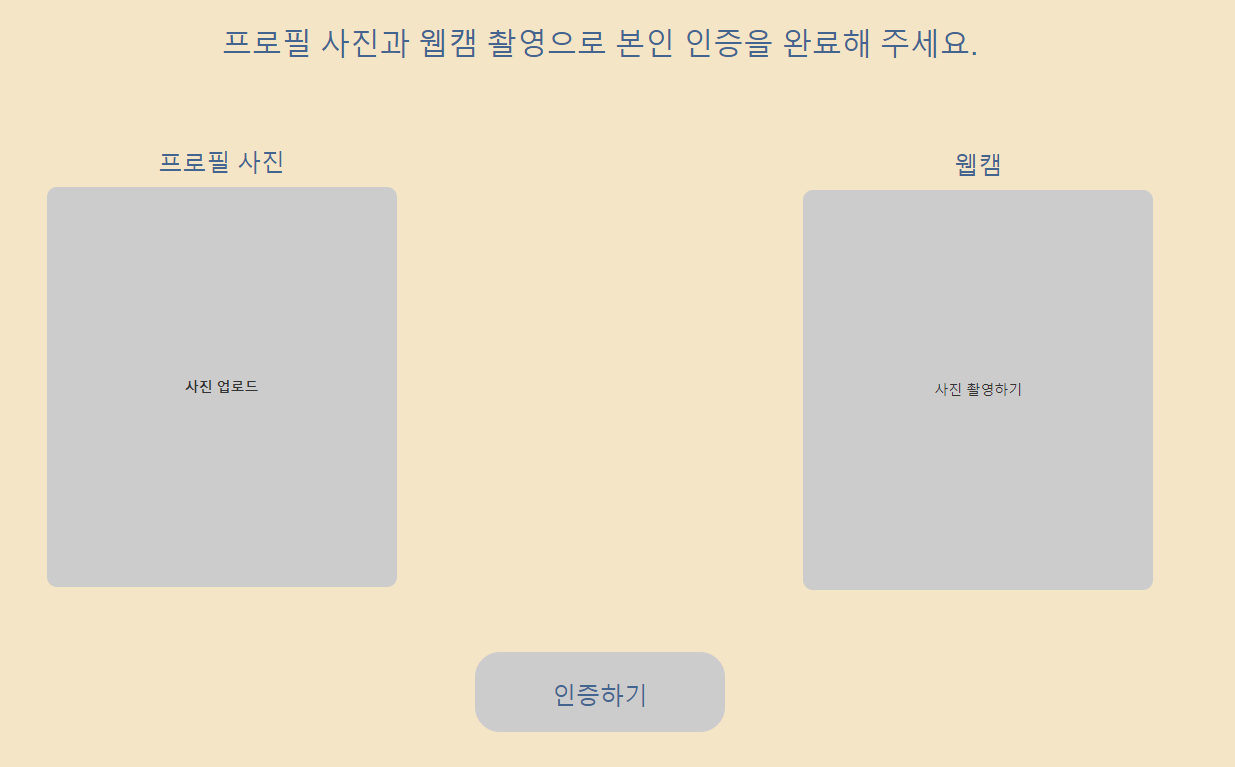 프로필 사진과 웹캠 촬영으로 본인 인증을 완료해 주세요.
프로필 사진
웹캠
사진 업로드
사진 촬영하기
인증하기